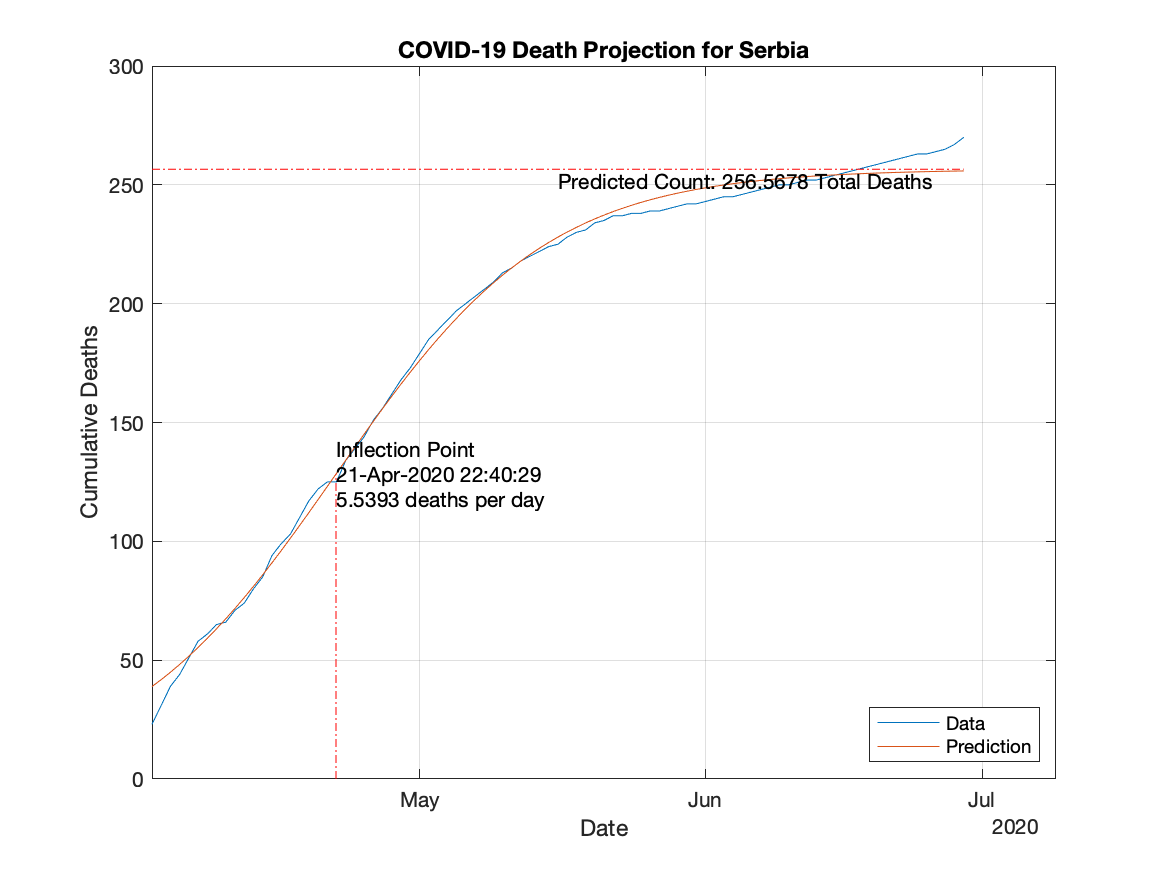 COVID-19 Death Projection for Serbia
300
250
200
150
100
50
0
Cumulative Deaths
Predicted Count: 256.5678 Total Deaths
Inflection Point
21-Apr-2020 22:40:29
5.5393 deaths per day
Data
Prediction
May
Jun
Jul
Date
2020